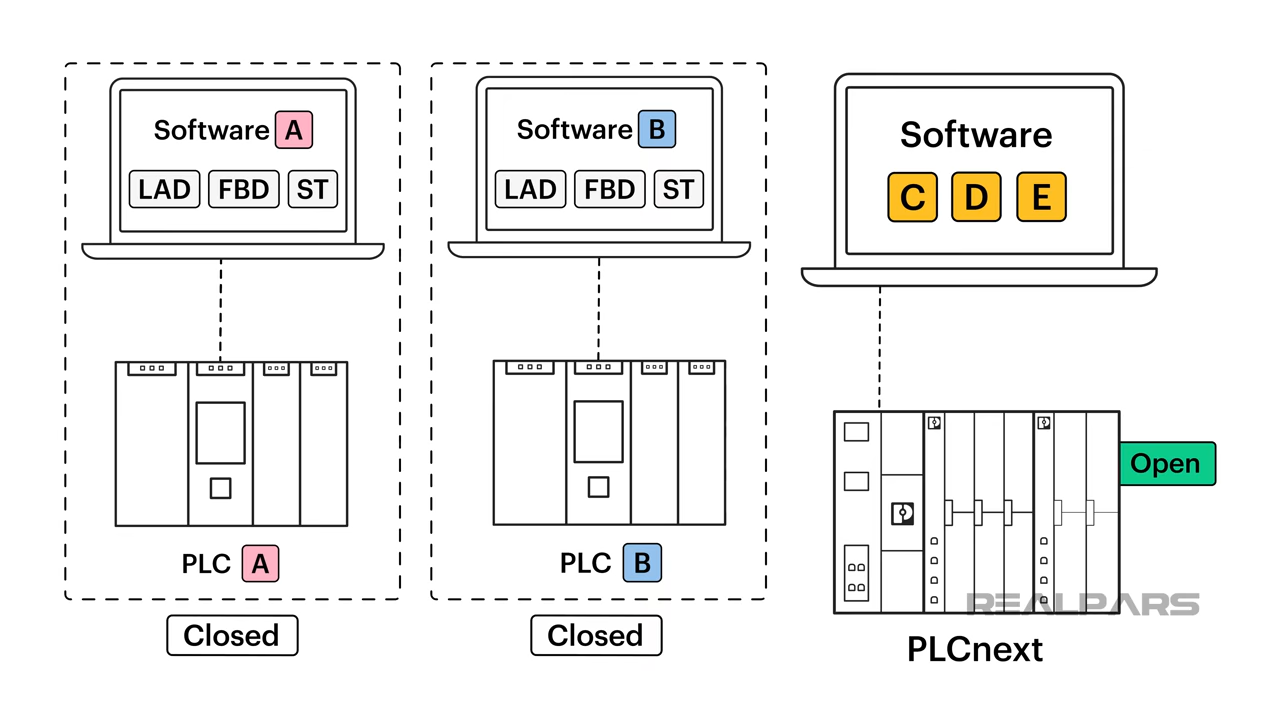 Software A
LAD FBD ST
PLC A
Closed
Software B
LAD FBD ST
PLC B
Closed
Software
C D E
Open
REALPARS
PLCnext